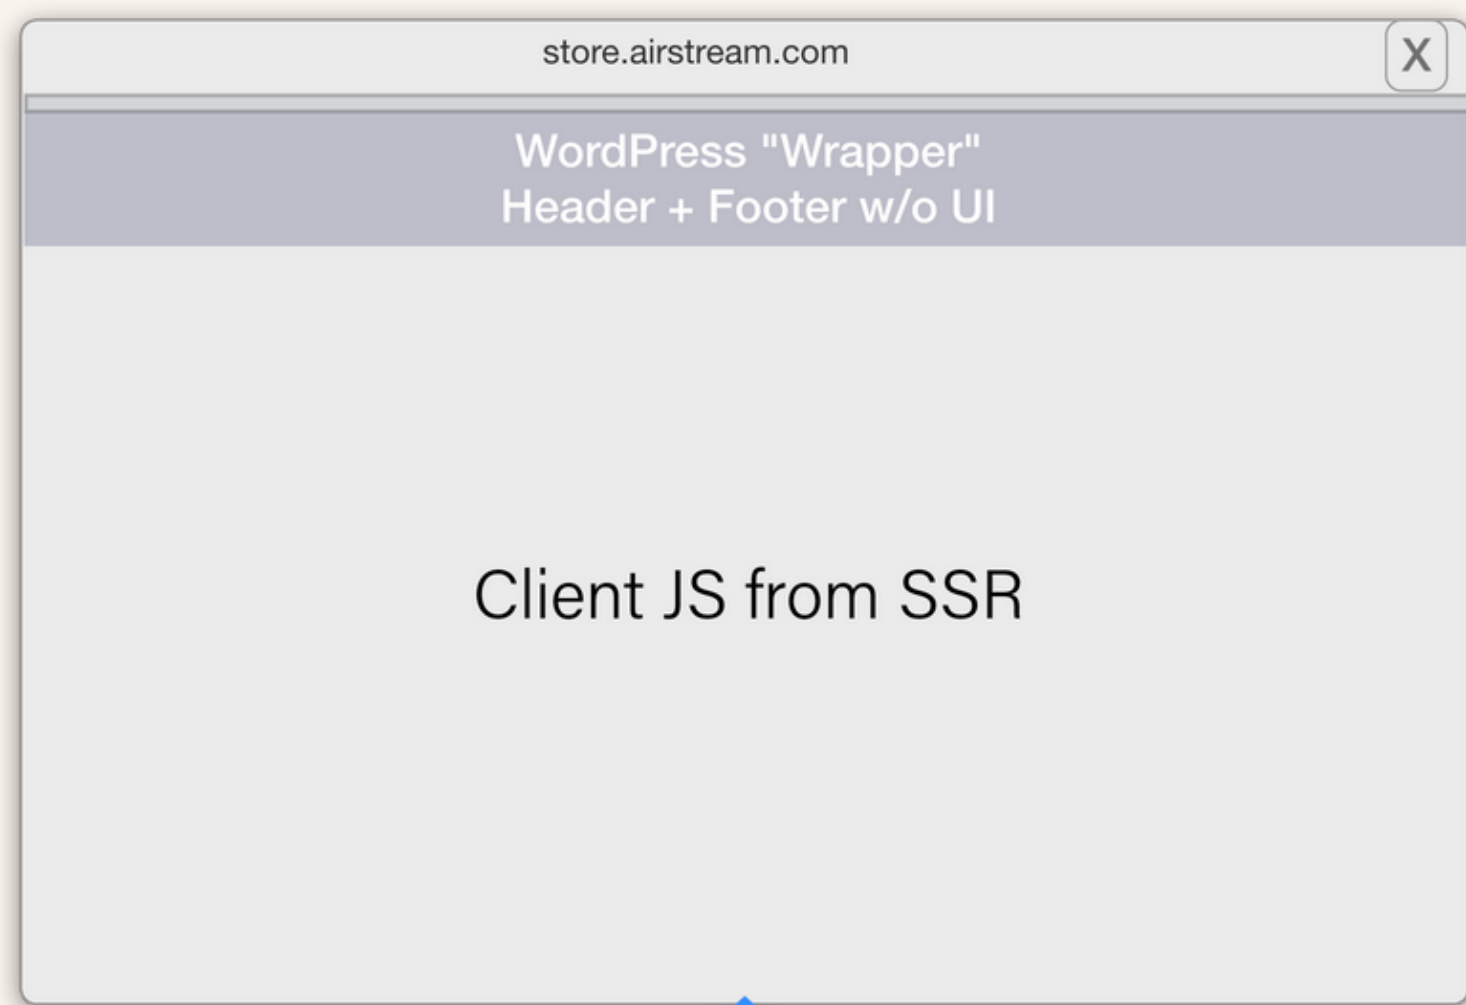 store.airstream.com
X
WordPress "Wrapper"
Header + Footer w/o UI
Client JS from SSR